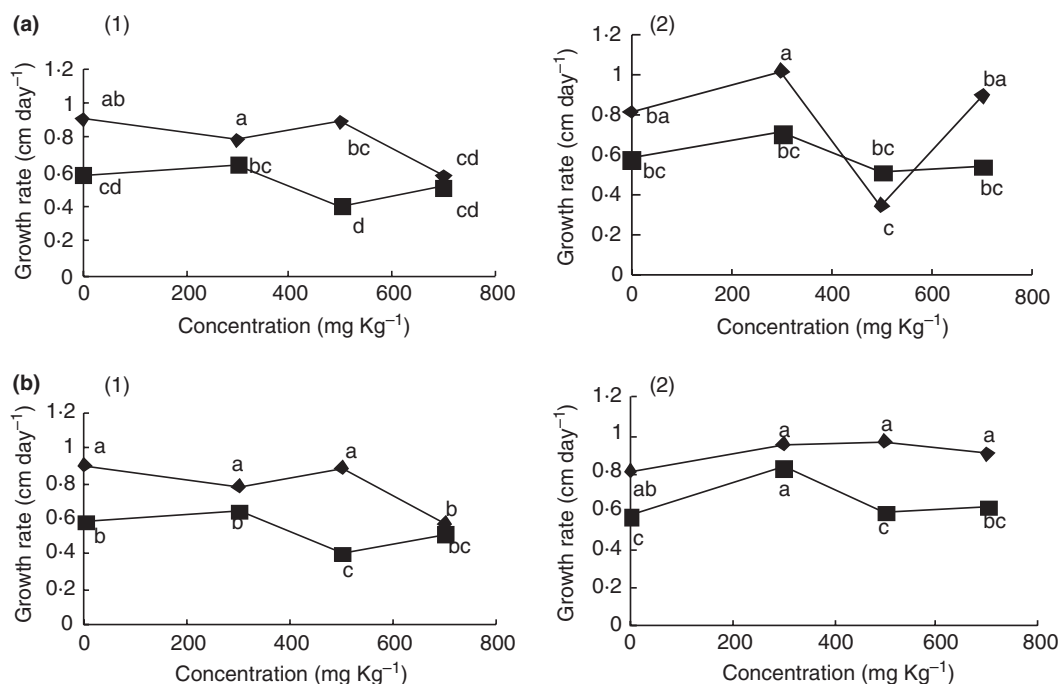 (a) (1)
1·2
1
0·8
0·6
0·4
0·2
0
Growth rate (cm day⁻¹)
ab
a
bc
cd
cd
bc
d
cd
0 200 400 600 800
Concentration (mg Kg⁻¹)
(2)
1·2
1
0·8
0·6
0·4
0·2
0
Growth rate (cm day⁻¹)
ba
a
c
ba
bc
bc
bc
bc
0 200 400 600 800
Concentration (mg Kg⁻¹)
(b) (1)
1·2
1
0·8
0·6
0·4
0·2
0
Growth rate (cm day⁻¹)
a
a
a
b
b
b
c
bc
0 200 400 600 800
Concentration (mg Kg⁻¹)
(2)
1·2
1
0·8
0·6
0·4
0·2
0
Growth rate (cm day⁻¹)
ab
a
a
a
c
a
c
bc
0 200 400 600 800
Concentration (mg Kg⁻¹)